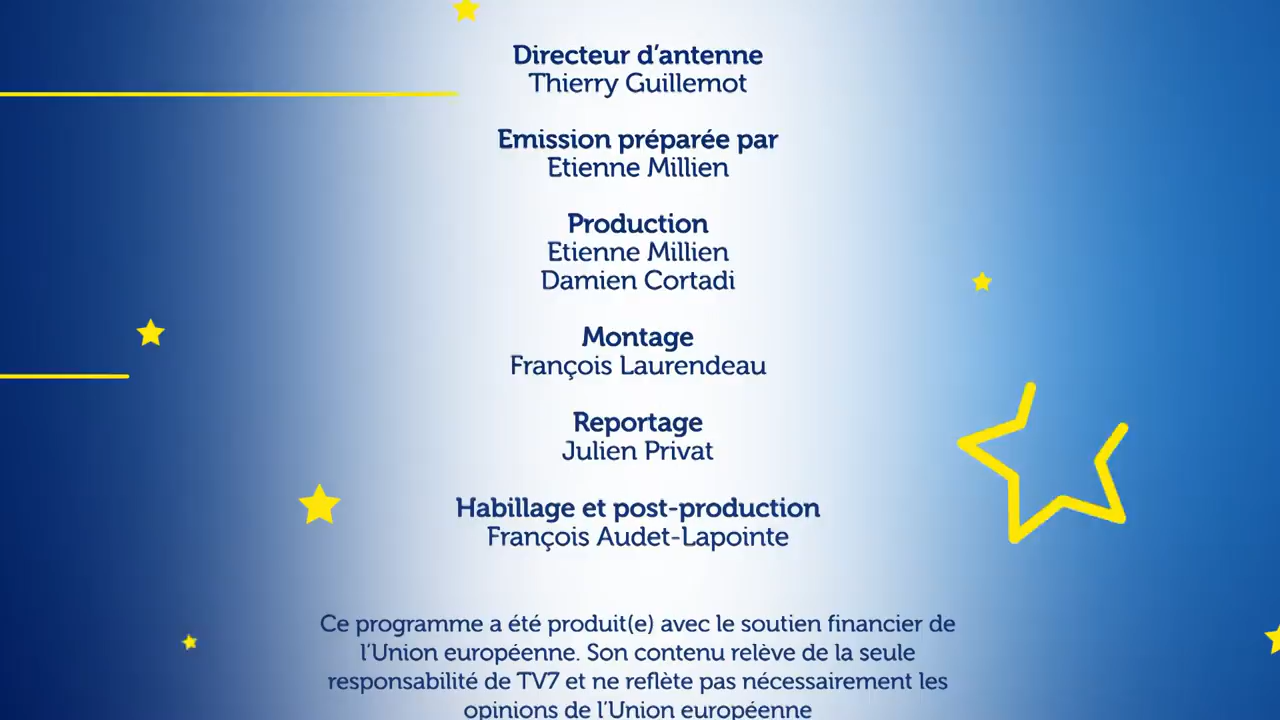 Directeur d’antenne
Thierry Guillemot
Emission préparée par
Etienne Millien
Production
Etienne Millien
Damien Cortadi
Montage
François Laurendeau
Reportage
Julien Privat
Habillage et post-production
François Audet-Lapointe
Ce programme a été produit(e) avec le soutien financier de
l’Union européenne. Son contenu relève de la seule
responsabilité de TV7 et ne reflète pas nécessairement les
opinions de l’Union européenne